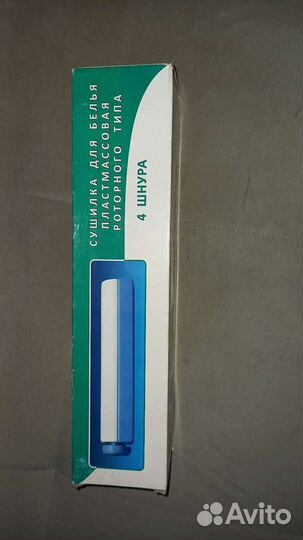 СУШИЛКА ДЛЯ БЕЛЬЯ
ПЛАСТМАССОВАЯ
РОТОРНОГО ТИПА
4 ШНУРА
Avito